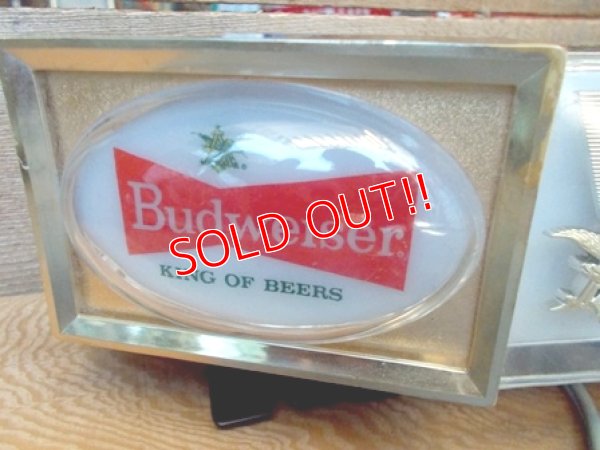 Budweiser
SOLD OUT!!
KING OF BEERS